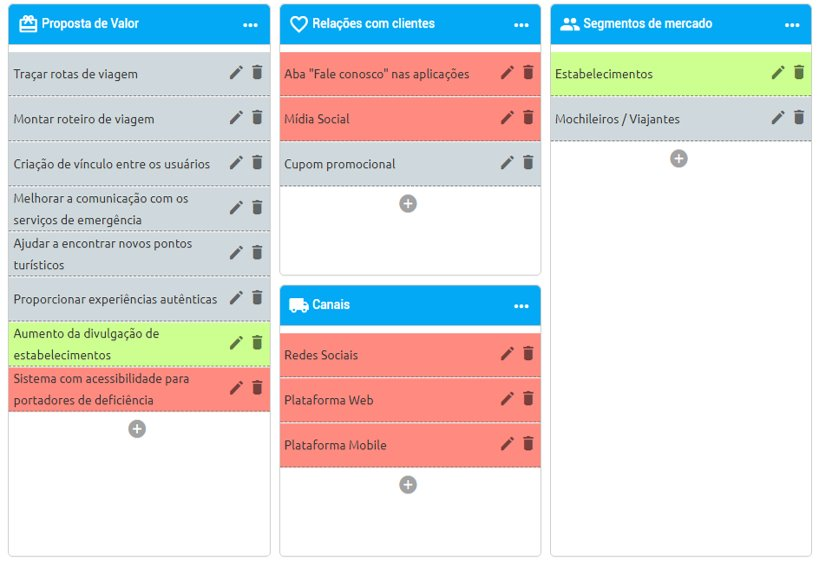 Proposta de Valor
Traçar rotas de viagem
Montar roteiro de viagem
Criação de vínculo entre os usuários
Melhorar a comunicação com os
serviços de emergência
Ajudar a encontrar novos pontos
turísticos
Proporcionar experiências autênticas
Aumento da divulgação de
estabelecimentos
Sistema com acessibilidade para
portadores de deficiência
Relações com clientes
Aba "Fale conosco" nas aplicações
Mídia Social
Cupom promocional
Canais
Redes Sociais
Plataforma Web
Plataforma Mobile
Segmentos de mercado
Estabelecimentos
Mochileiros / Viajantes